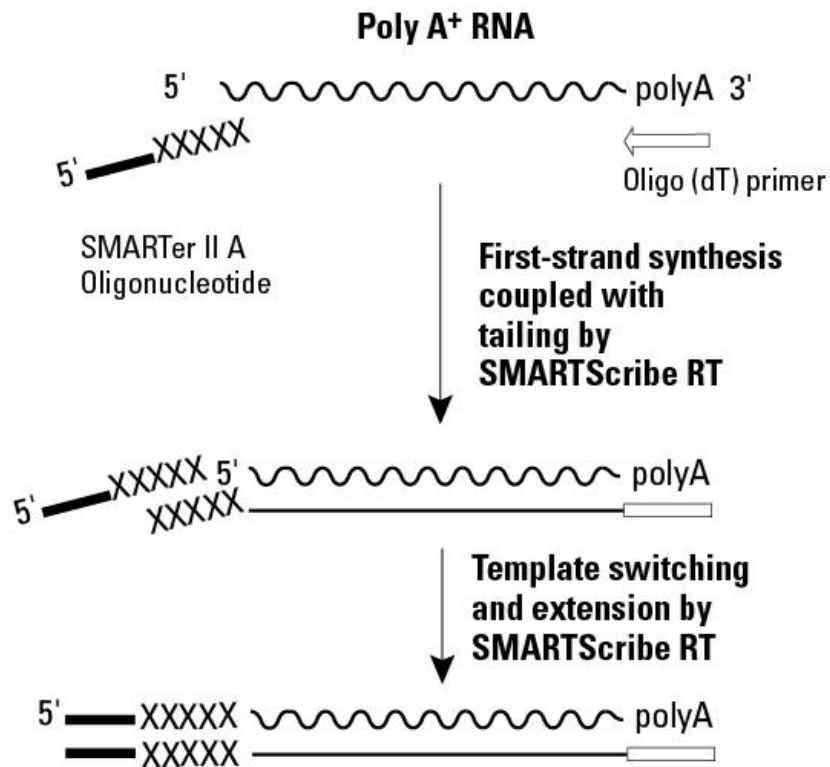 Poly A+ RNA
5' polyA 3'
5' XXXXX
Oligo (dT) primer
SMARTer II A
Oligonucleotide
First-strand synthesis
coupled with
tailing by
SMARTScribe RT
5' XXXXX 5' polyA
XXXXX
Template switching
and extension by
SMARTScribe RT
5' XXXXX polyA
XXXXX